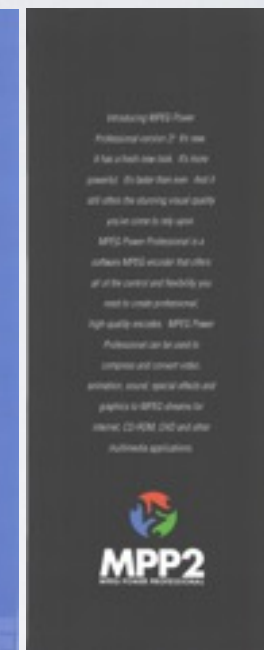 Introducing MPEG Power
Professional version 2! It's new.
It has a fresh new look. It's more
powerful. It's faster than ever. And it
still offers the stunning visual quality
you've come to rely upon.
MPEG Power Professional is a
software MPEG encoder that offers
all of the control and flexibility you
need to create professional,
high quality encodes. MPEG Power
Professional can be used to
compress and convert video,
animation, sound, special effects and
graphics to MPEG streams for
internet, CD-ROM, DVD and other
multimedia applications.
MPP2
MPEG POWER PROFESSIONAL